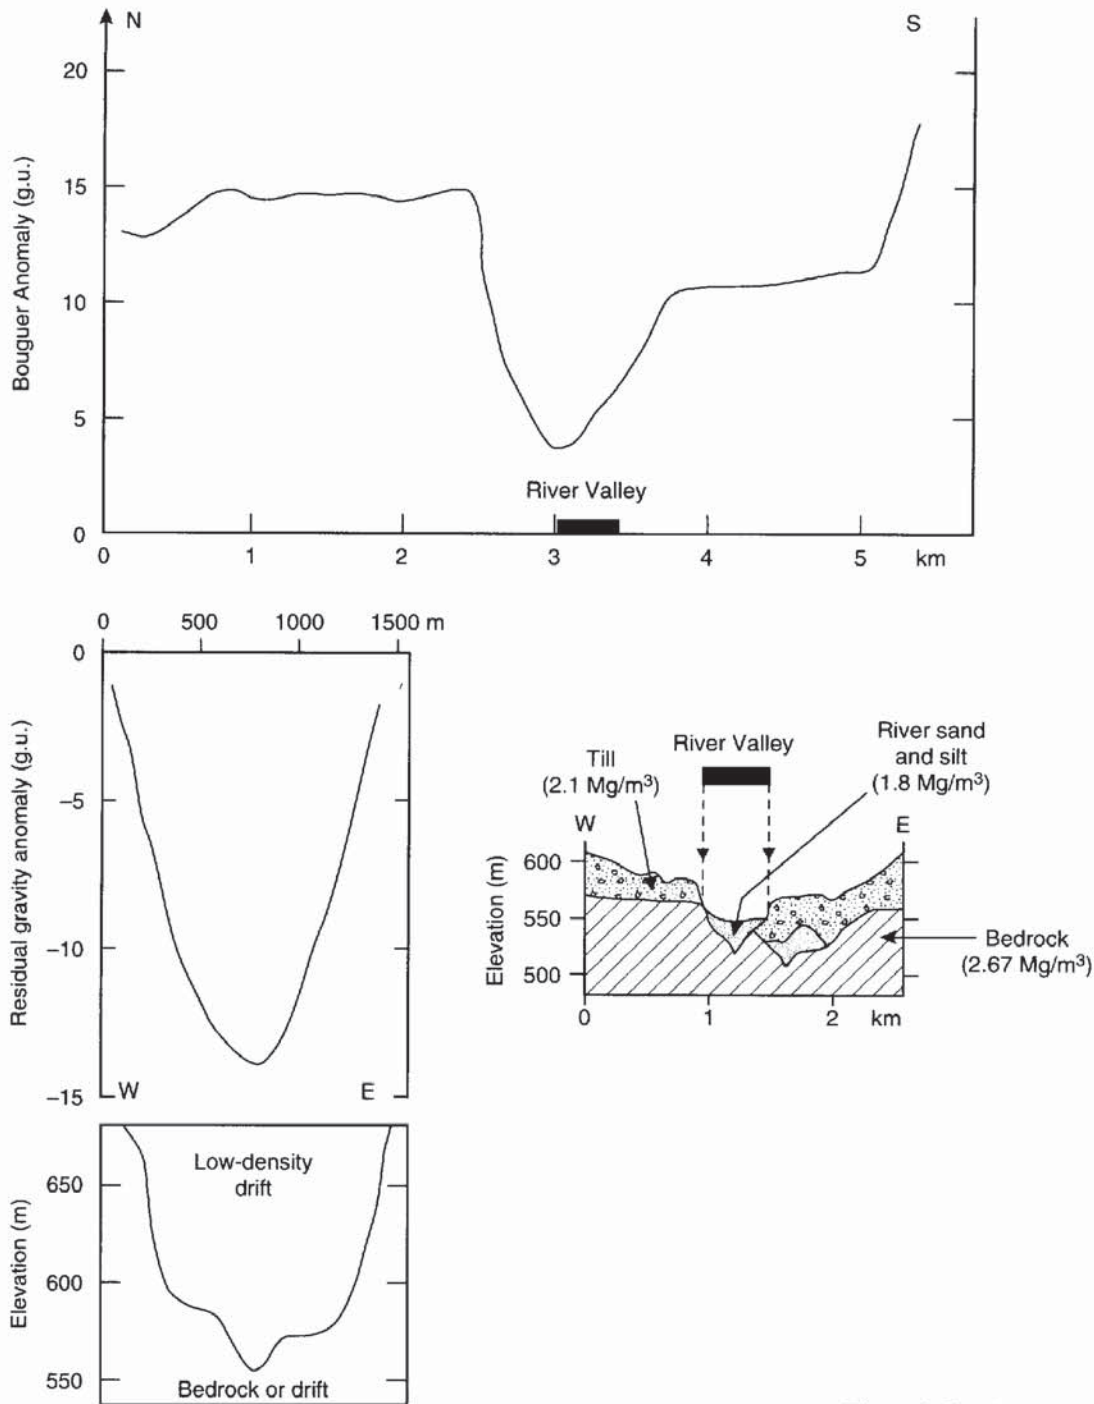 N
S
20
15
10
5
0
Bouguer Anomaly (g.u.)
River Valley
0 1 2 3 4 5 km
0 500 1000 1500 m
0
−5
−10
−15
Residual gravity anomaly (g.u.)
W
E
650
600
550
Elevation (m)
Low-density
drift
Bedrock or drift
River Valley
River sand
and silt
(1.8 Mg/m³)
Till
(2.1 Mg/m³)
W
E
600
550
500
Elevation (m)
Bedrock
(2.67 Mg/m³)
0 1 2 km